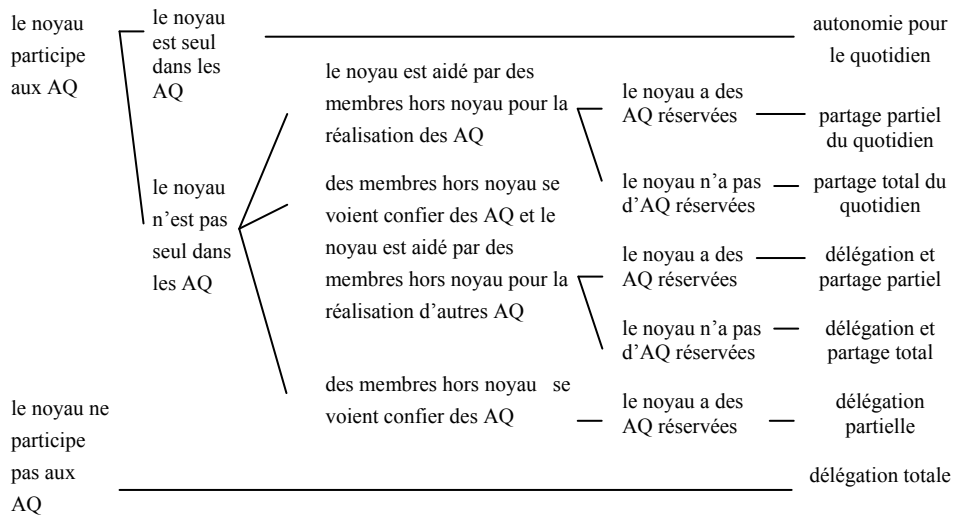 le noyau
participe
aux AQ
le noyau
est seul
dans les
AQ
autonomie pour
le quotidien
le noyau est aidé par des
membres hors noyau pour la
réalisation des AQ
le noyau a des
AQ réservées
partage partiel
du quotidien
le noyau n'a pas
d'AQ réservées
partage total du
quotidien
le noyau
n'est pas
seul dans
les AQ
des membres hors noyau se
voient confier des AQ et le
noyau est aidé par des
membres hors noyau pour la
réalisation d'autres AQ
le noyau a des
AQ réservées
délégation et
partage partiel
le noyau n'a pas
d'AQ réservées
délégation et
partage total
des membres hors noyau se
voient confier des AQ
le noyau a des
AQ réservées
délégation
partielle
le noyau ne
participe
pas aux
AQ
délégation totale